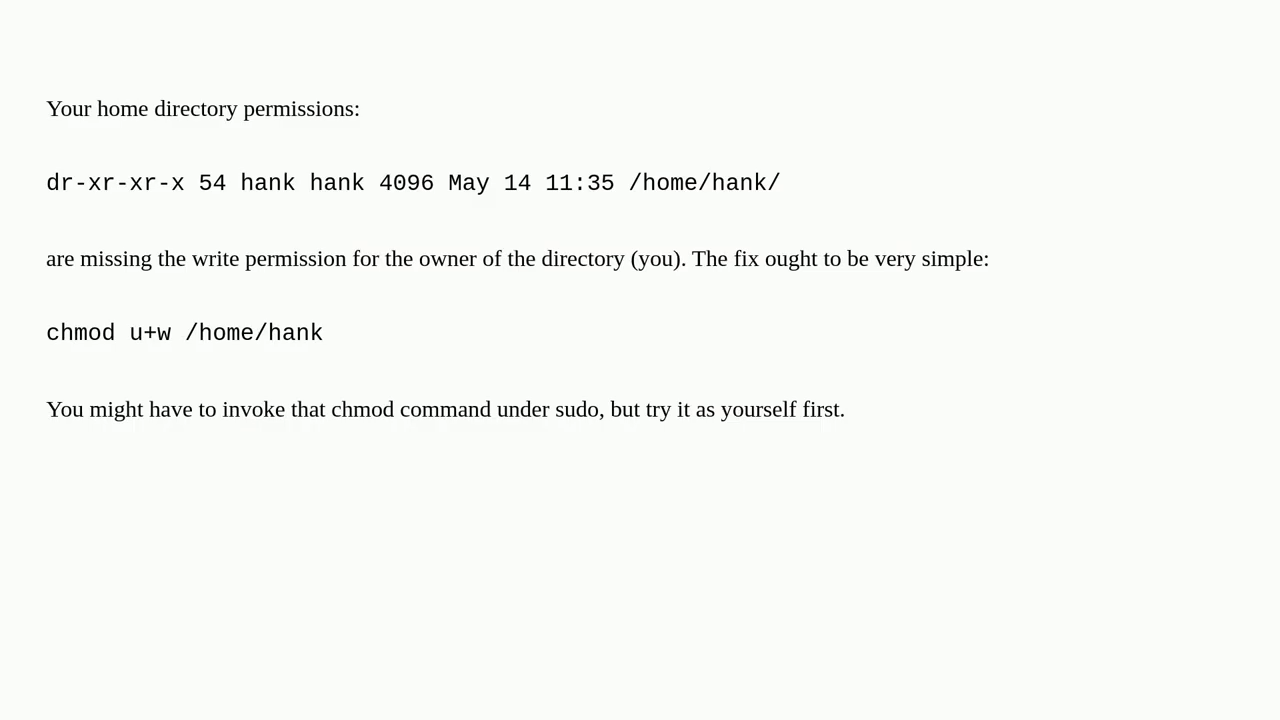 Your home directory permissions:
dr-xr-xr-x 54 hank hank 4096 May 14 11:35 /home/hank/
are missing the write permission for the owner of the directory (you). The fix ought to be very simple:
chmod u+w /home/hank
You might have to invoke that chmod command under sudo, but try it as yourself first.